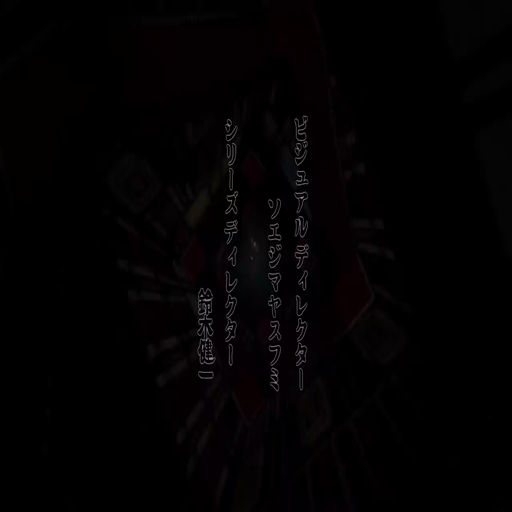 ビジュアルディレクター
ソエジマヤスフミ
シリーズディレクター
鈴木健一